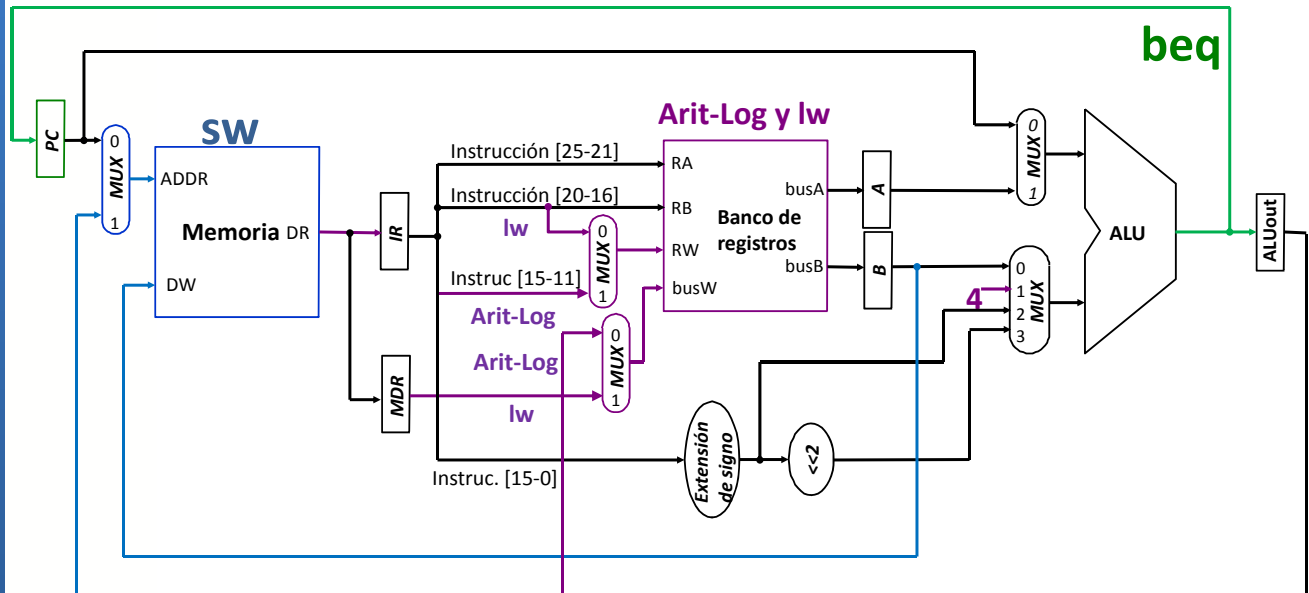 beq
PC
0
MUX
1
SW
ADDR
Memoria
DR
DW
IR
MDR
Instrucción [25-21]
Instrucción [20-16]
lw
Instruc [15-11]
Arit-Log
Arit-Log
lw
Instruc. [15-0]
0
MUX
1
0
MUX
1
Arit-Log y lw
RA
RB
RW
busW
Banco de
registros
busA
busB
A
B
Extensión
de signo
<<2
0
MUX
1
4
0
1
2
3
MUX
ALU
ALUout